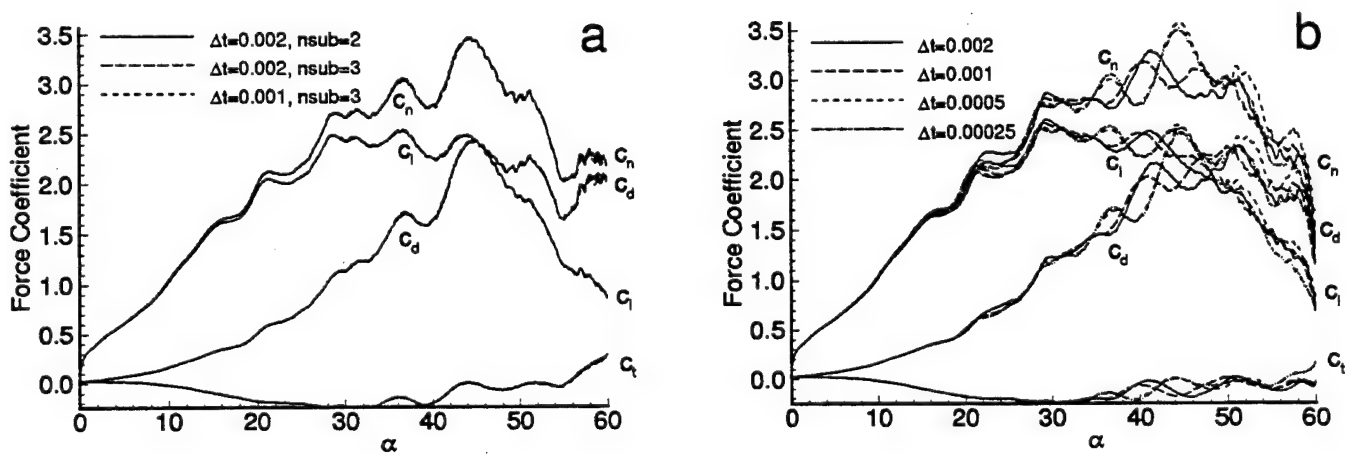 a
Δt=0.002, nsub=2
Δt=0.002, nsub=3
Δt=0.001, nsub=3
Force Coefficient
3.5
3.0
2.5
2.0
1.5
1.0
0.5
0.0
Cn
Cl
Cd
Cn
Cd
Cl
Ct
0 10 20 30 40 50 60
α
b
Δt=0.002
Δt=0.001
Δt=0.0005
Δt=0.00025
Force Coefficient
3.5
3.0
2.5
2.0
1.5
1.0
0.5
0.0
Cn
Cl
Cd
Cn
Cd
Cl
Ct
0 10 20 30 40 50 60
α